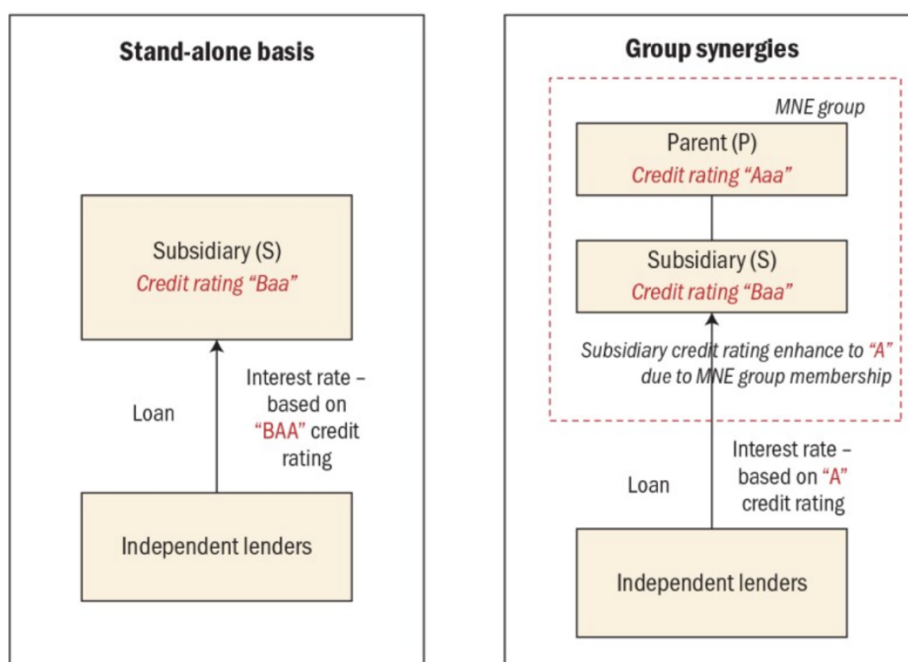 Stand-alone basis
Subsidiary (S)
Credit rating “Baa”
Loan
Interest rate –
based on
“BAA” credit
rating
Independent lenders
Group synergies
MNE group
Parent (P)
Credit rating “Aaa”
Subsidiary (S)
Credit rating “Baa”
Subsidiary credit rating enhance to “A”
due to MNE group membership
Loan
Interest rate –
based on “A”
credit rating
Independent lenders